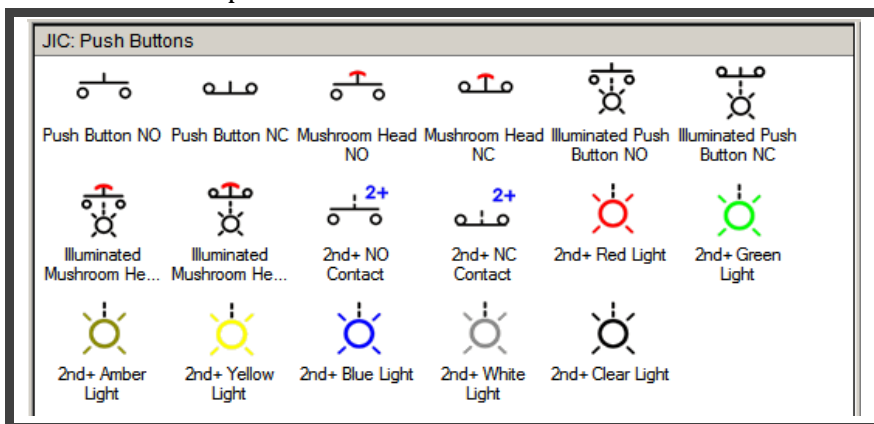 JIC: Push Buttons
Push Button NO Push Button NC Mushroom Head NO Mushroom Head NC Illuminated Push Button NO Illuminated Push Button NC
2+ 2+
Illuminated Mushroom He... Illuminated Mushroom He... 2nd+ NO Contact 2nd+ NC Contact 2nd+ Red Light 2nd+ Green Light
2nd+ Amber Light 2nd+ Yellow Light 2nd+ Blue Light 2nd+ White Light 2nd+ Clear Light